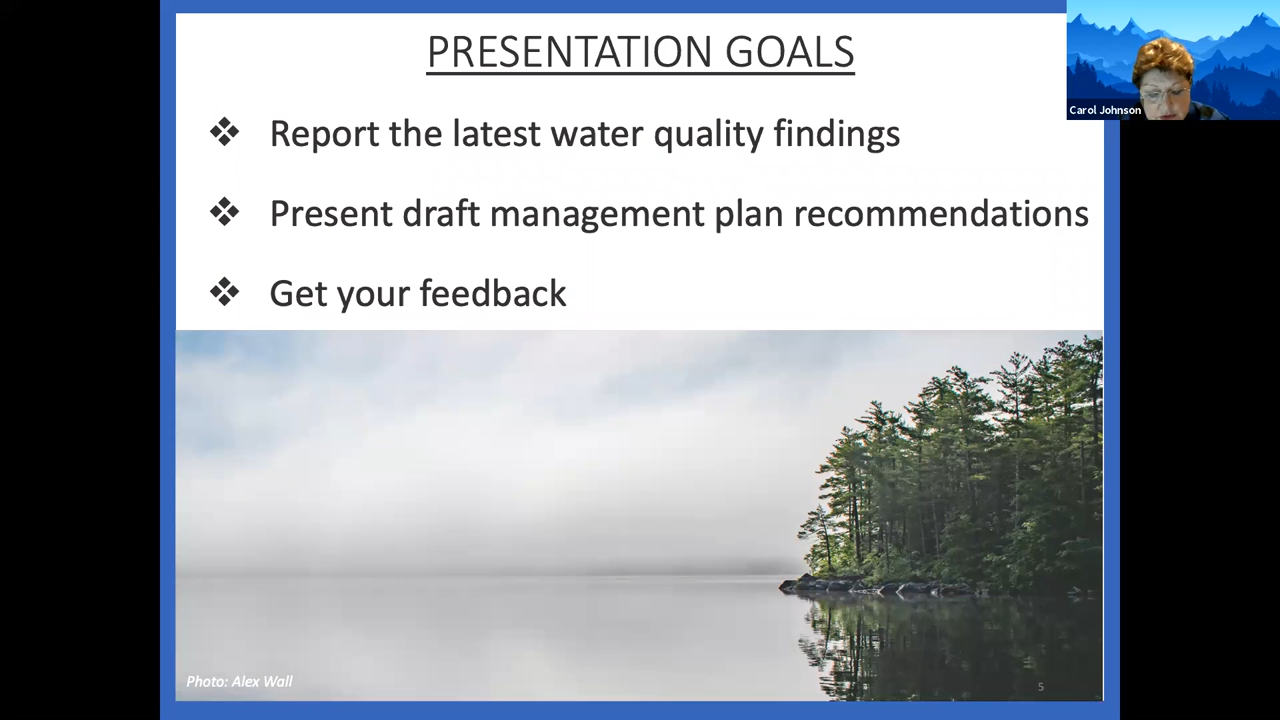 PRESENTATION GOALS
Carol Johnson
❖ Report the latest water quality findings
❖ Present draft management plan recommendations
❖ Get your feedback
Photo: Alex Wall
5